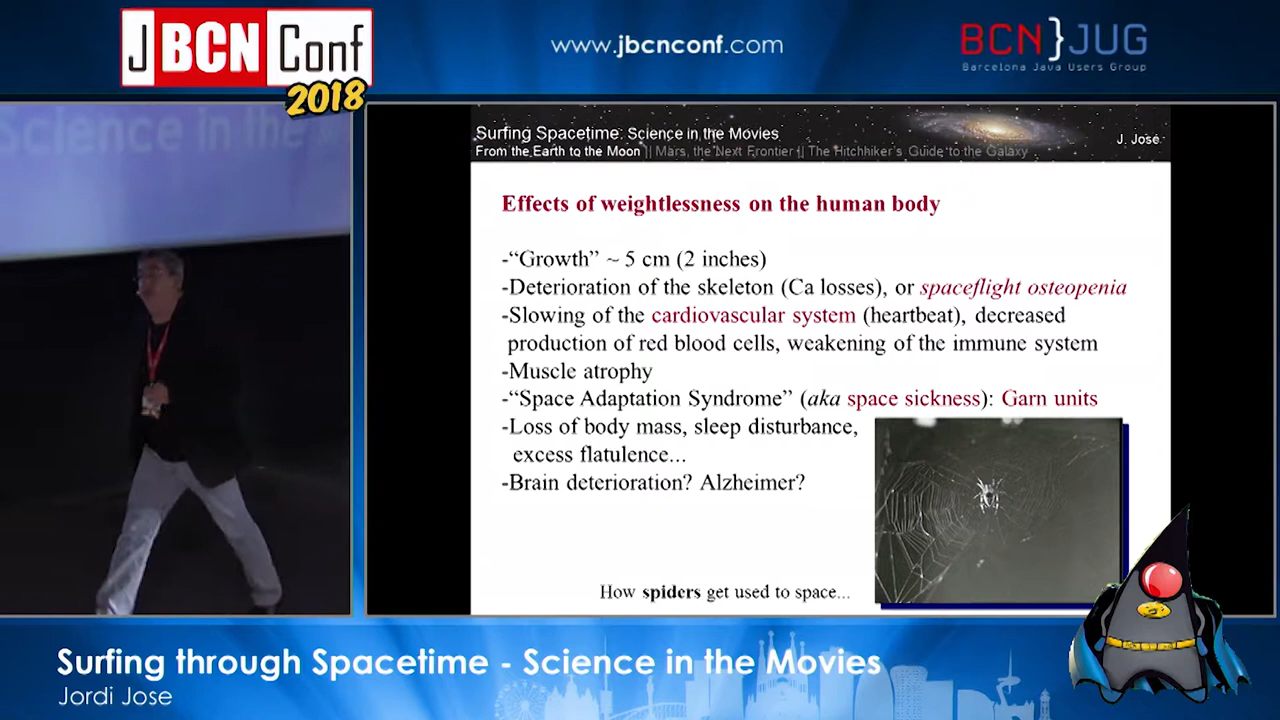 JBCN Conf
2018
www.jbcnconf.com
BCN}JUG
Barcelona Java Users Group
Science in the
Surfing Spacetime: Science in the Movies
From the Earth to the Moon || Mars, the Next Frontier || The Hitchhiker's Guide to the Galaxy
J. José
Effects of weightlessness on the human body
-“Growth” ~ 5 cm (2 inches)
-Deterioration of the skeleton (Ca losses), or spaceflight osteopenia
-Slowing of the cardiovascular system (heartbeat), decreased
production of red blood cells, weakening of the immune system
-Muscle atrophy
-“Space Adaptation Syndrome” (aka space sickness): Garn units
-Loss of body mass, sleep disturbance,
excess flatulence...
-Brain deterioration? Alzheimer?
How spiders get used to space...
Surfing through Spacetime - Science in the Movies
Jordi Jose